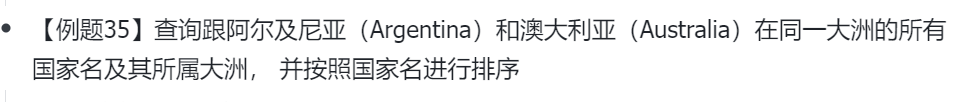 • 【例题35】查询跟阿尔及尼亚（Argentina）和澳大利亚（Australia）在同一大洲的所有
国家名及其所属大洲， 并按照国家名进行排序